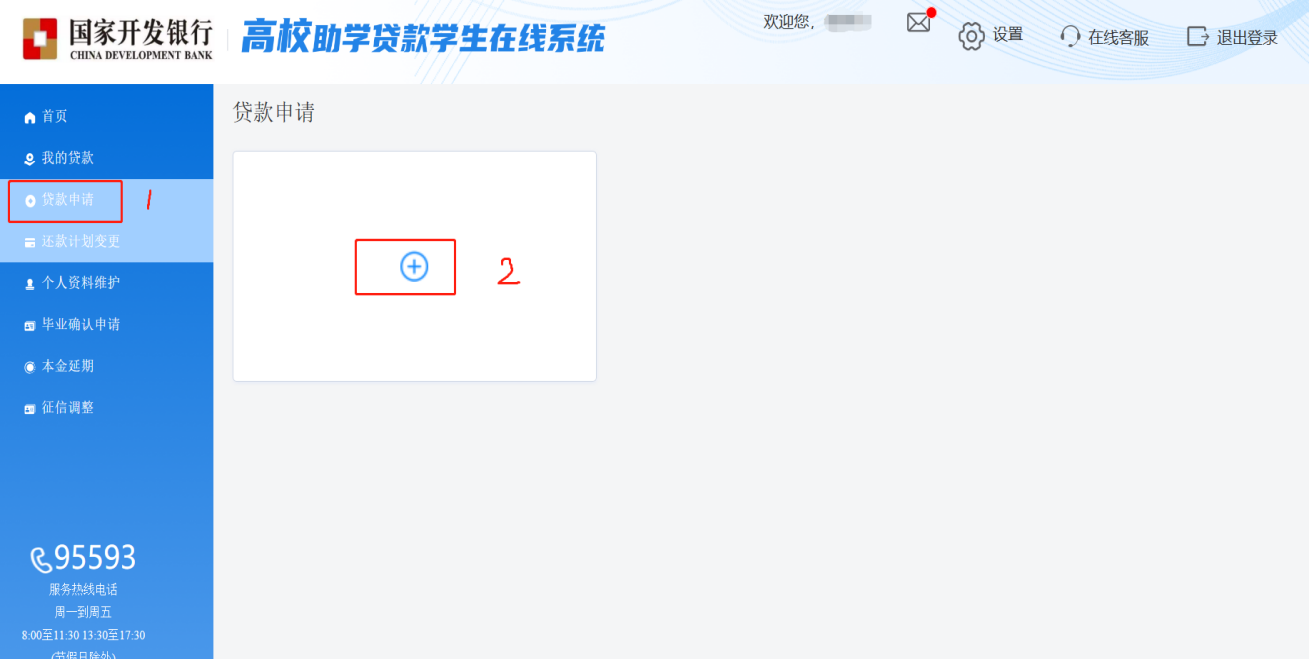 国家开发银行
CHINA DEVELOPMENT BANK
高校助学贷款学生在线系统
欢迎您,
设置
在线客服
退出登录
首页
我的贷款
贷款申请
1
还款计划变更
个人资料维护
毕业确认申请
本金延期
征信调整
贷款申请
2
95593
服务热线电话
周一到周五
8:00至11:30 13:30至17:30
(节假日除外)